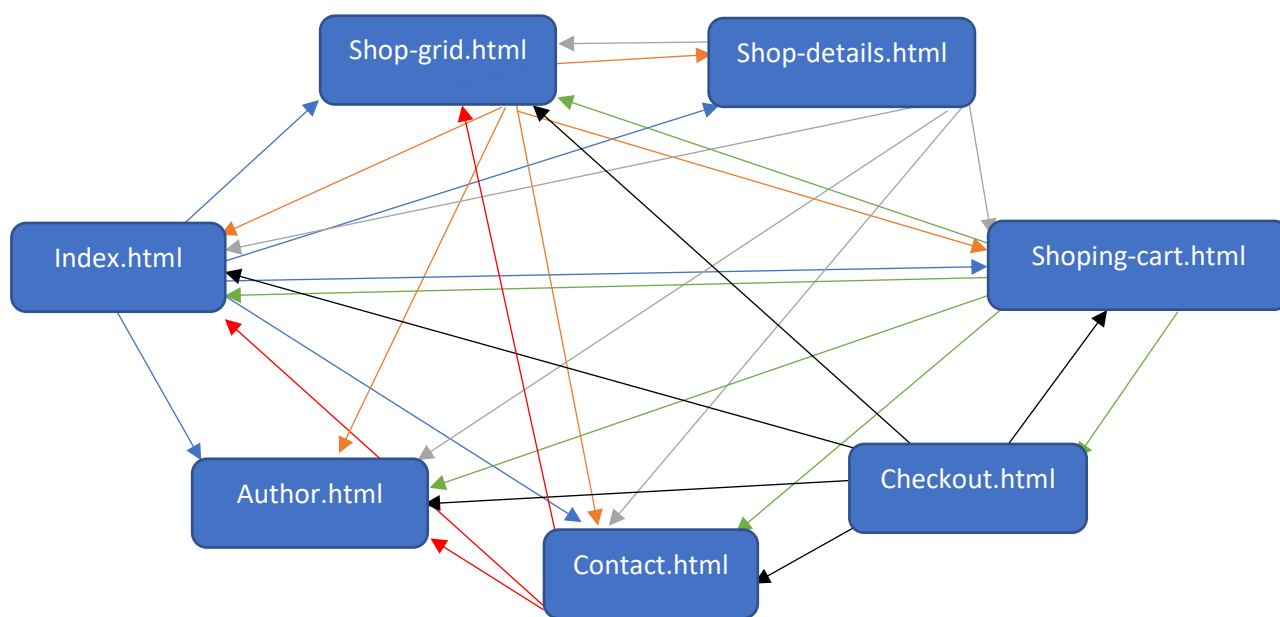 Shop-grid.html
Shop-details.html
Index.html
Shoping-cart.html
Author.html
Checkout.html
Contact.html